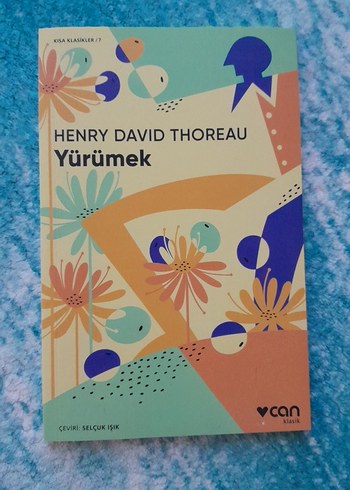 KISA KLASİKLER / 7
HENRY DAVID THOREAU
Yürümek
can
klasik
ÇEVİRİ: SELÇUK IŞIK